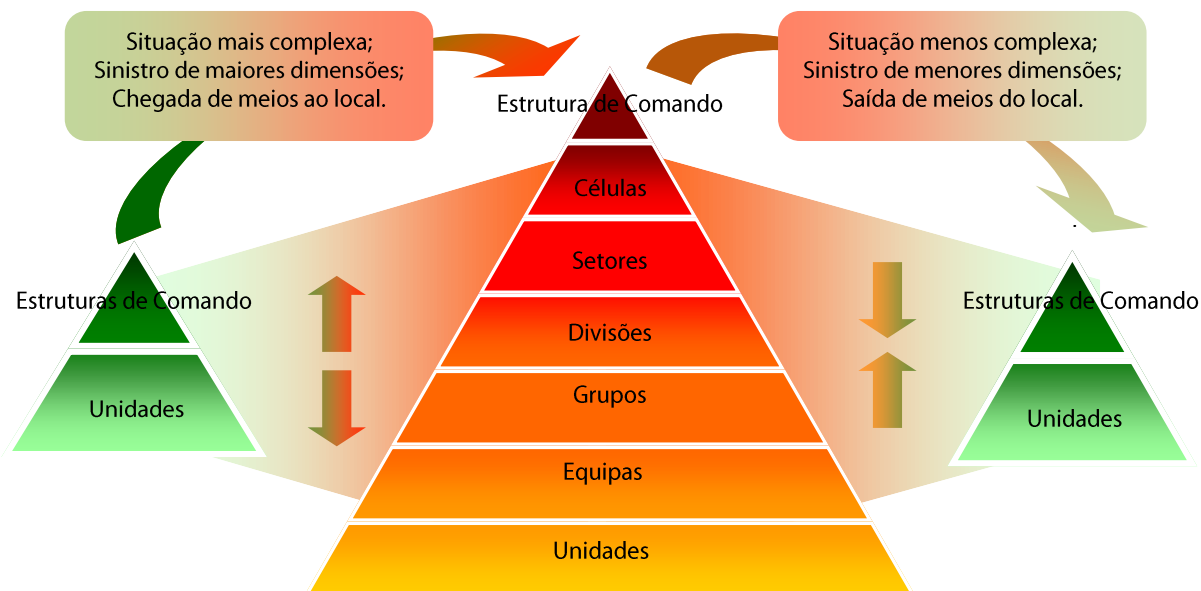 Situação mais complexa;
Sinistro de maiores dimensões;
Chegada de meios ao local.
Situação menos complexa;
Sinistro de menores dimensões;
Saída de meios do local.
Estrutura de Comando
Células
Setores
Divisões
Grupos
Equipas
Unidades
Estruturas de Comando
Unidades
Estruturas de Comando
Unidades